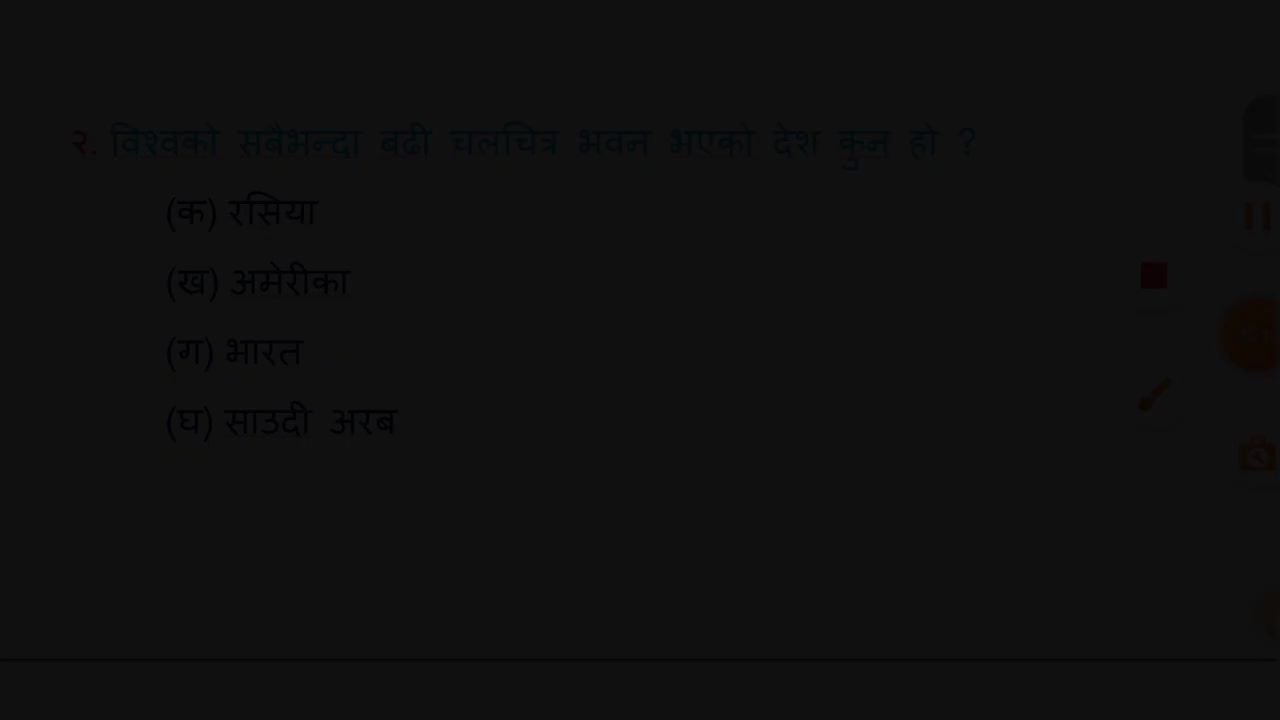 २. विश्वको सबैभन्दा बढी चलचित्र भवन भएको देश कुन हो ?
(क) रसिया
(ख) अमेरीका
(ग) भारत
(घ) साउदी अरब